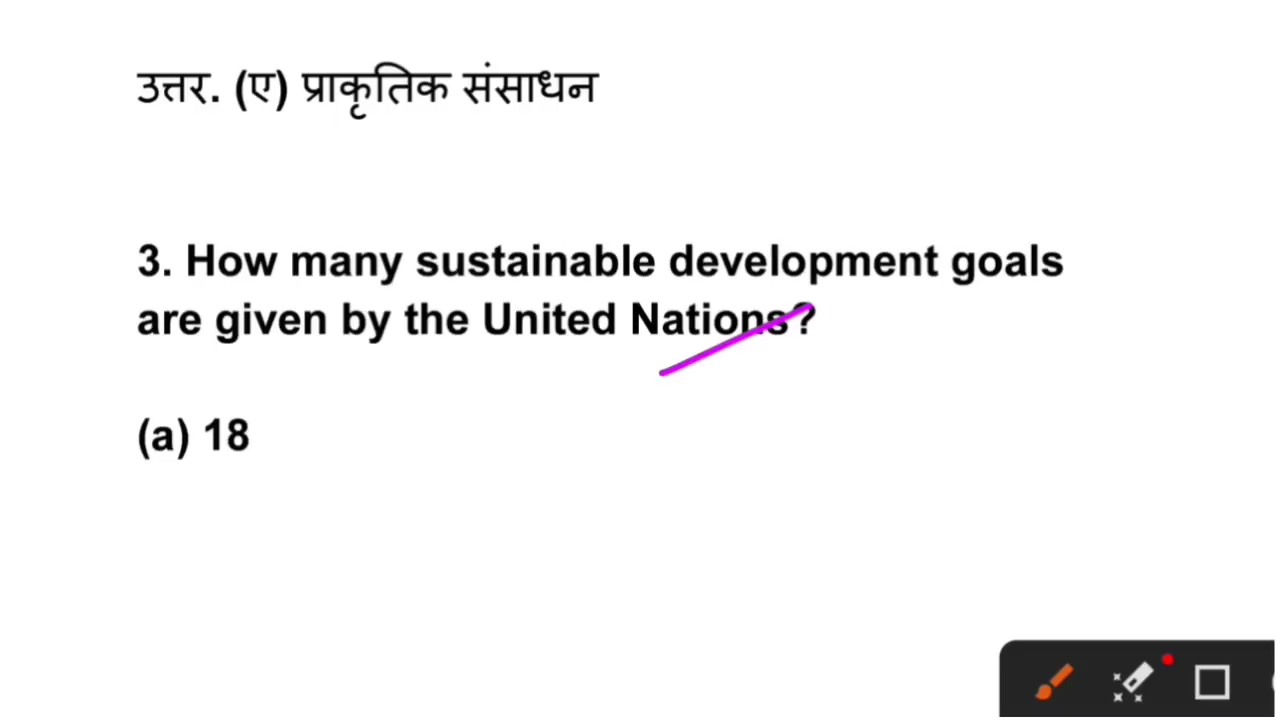 उत्तर. (ए) प्राकृतिक संसाधन
3. How many sustainable development goals
are given by the United Nations?
(a) 18